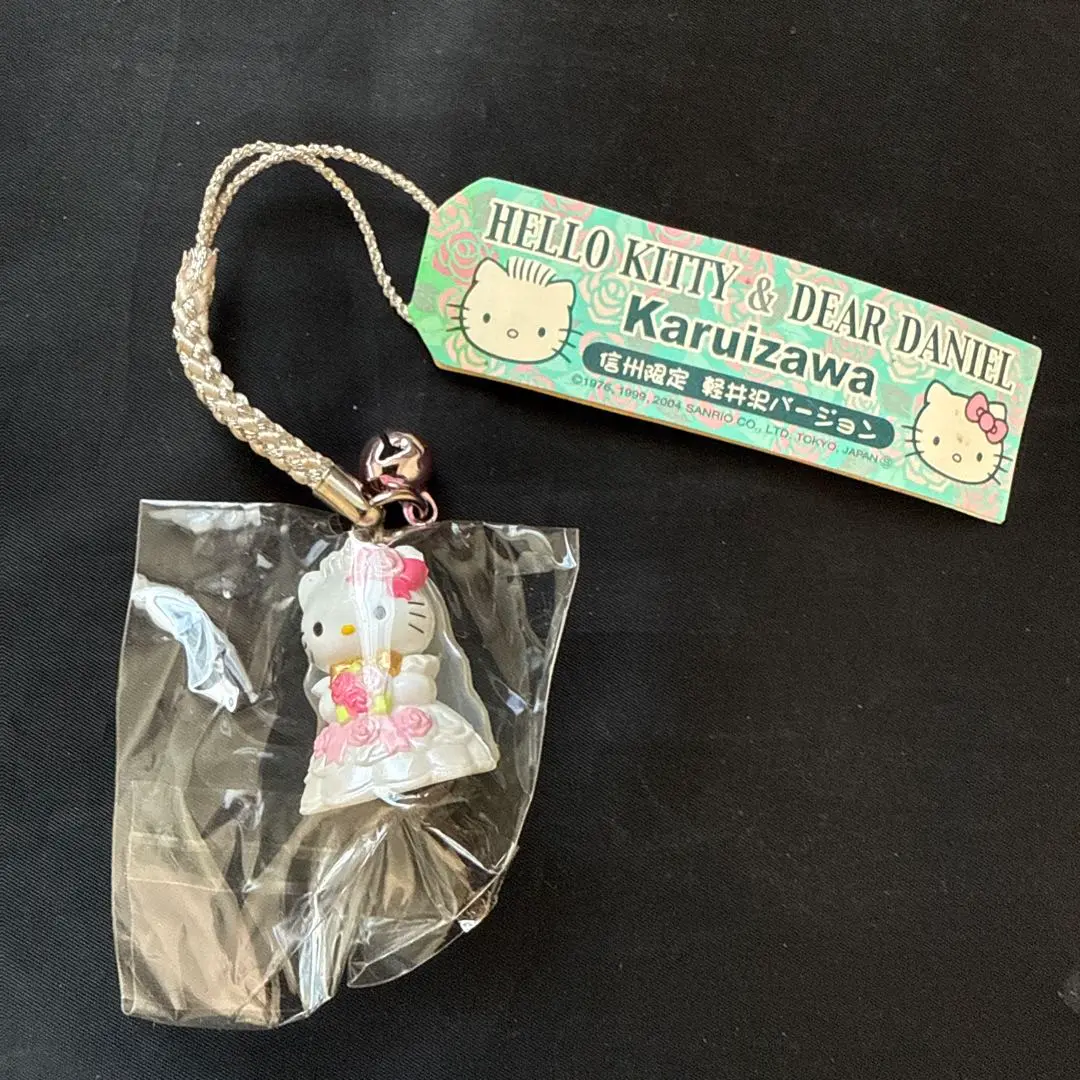 HELLO KITTY & DEAR DANIEL
Karuizawa
信州限定 軽井沢バージョン
©1976, 1999, 2004 SANRIO CO., LTD. TOKYO, JAPAN